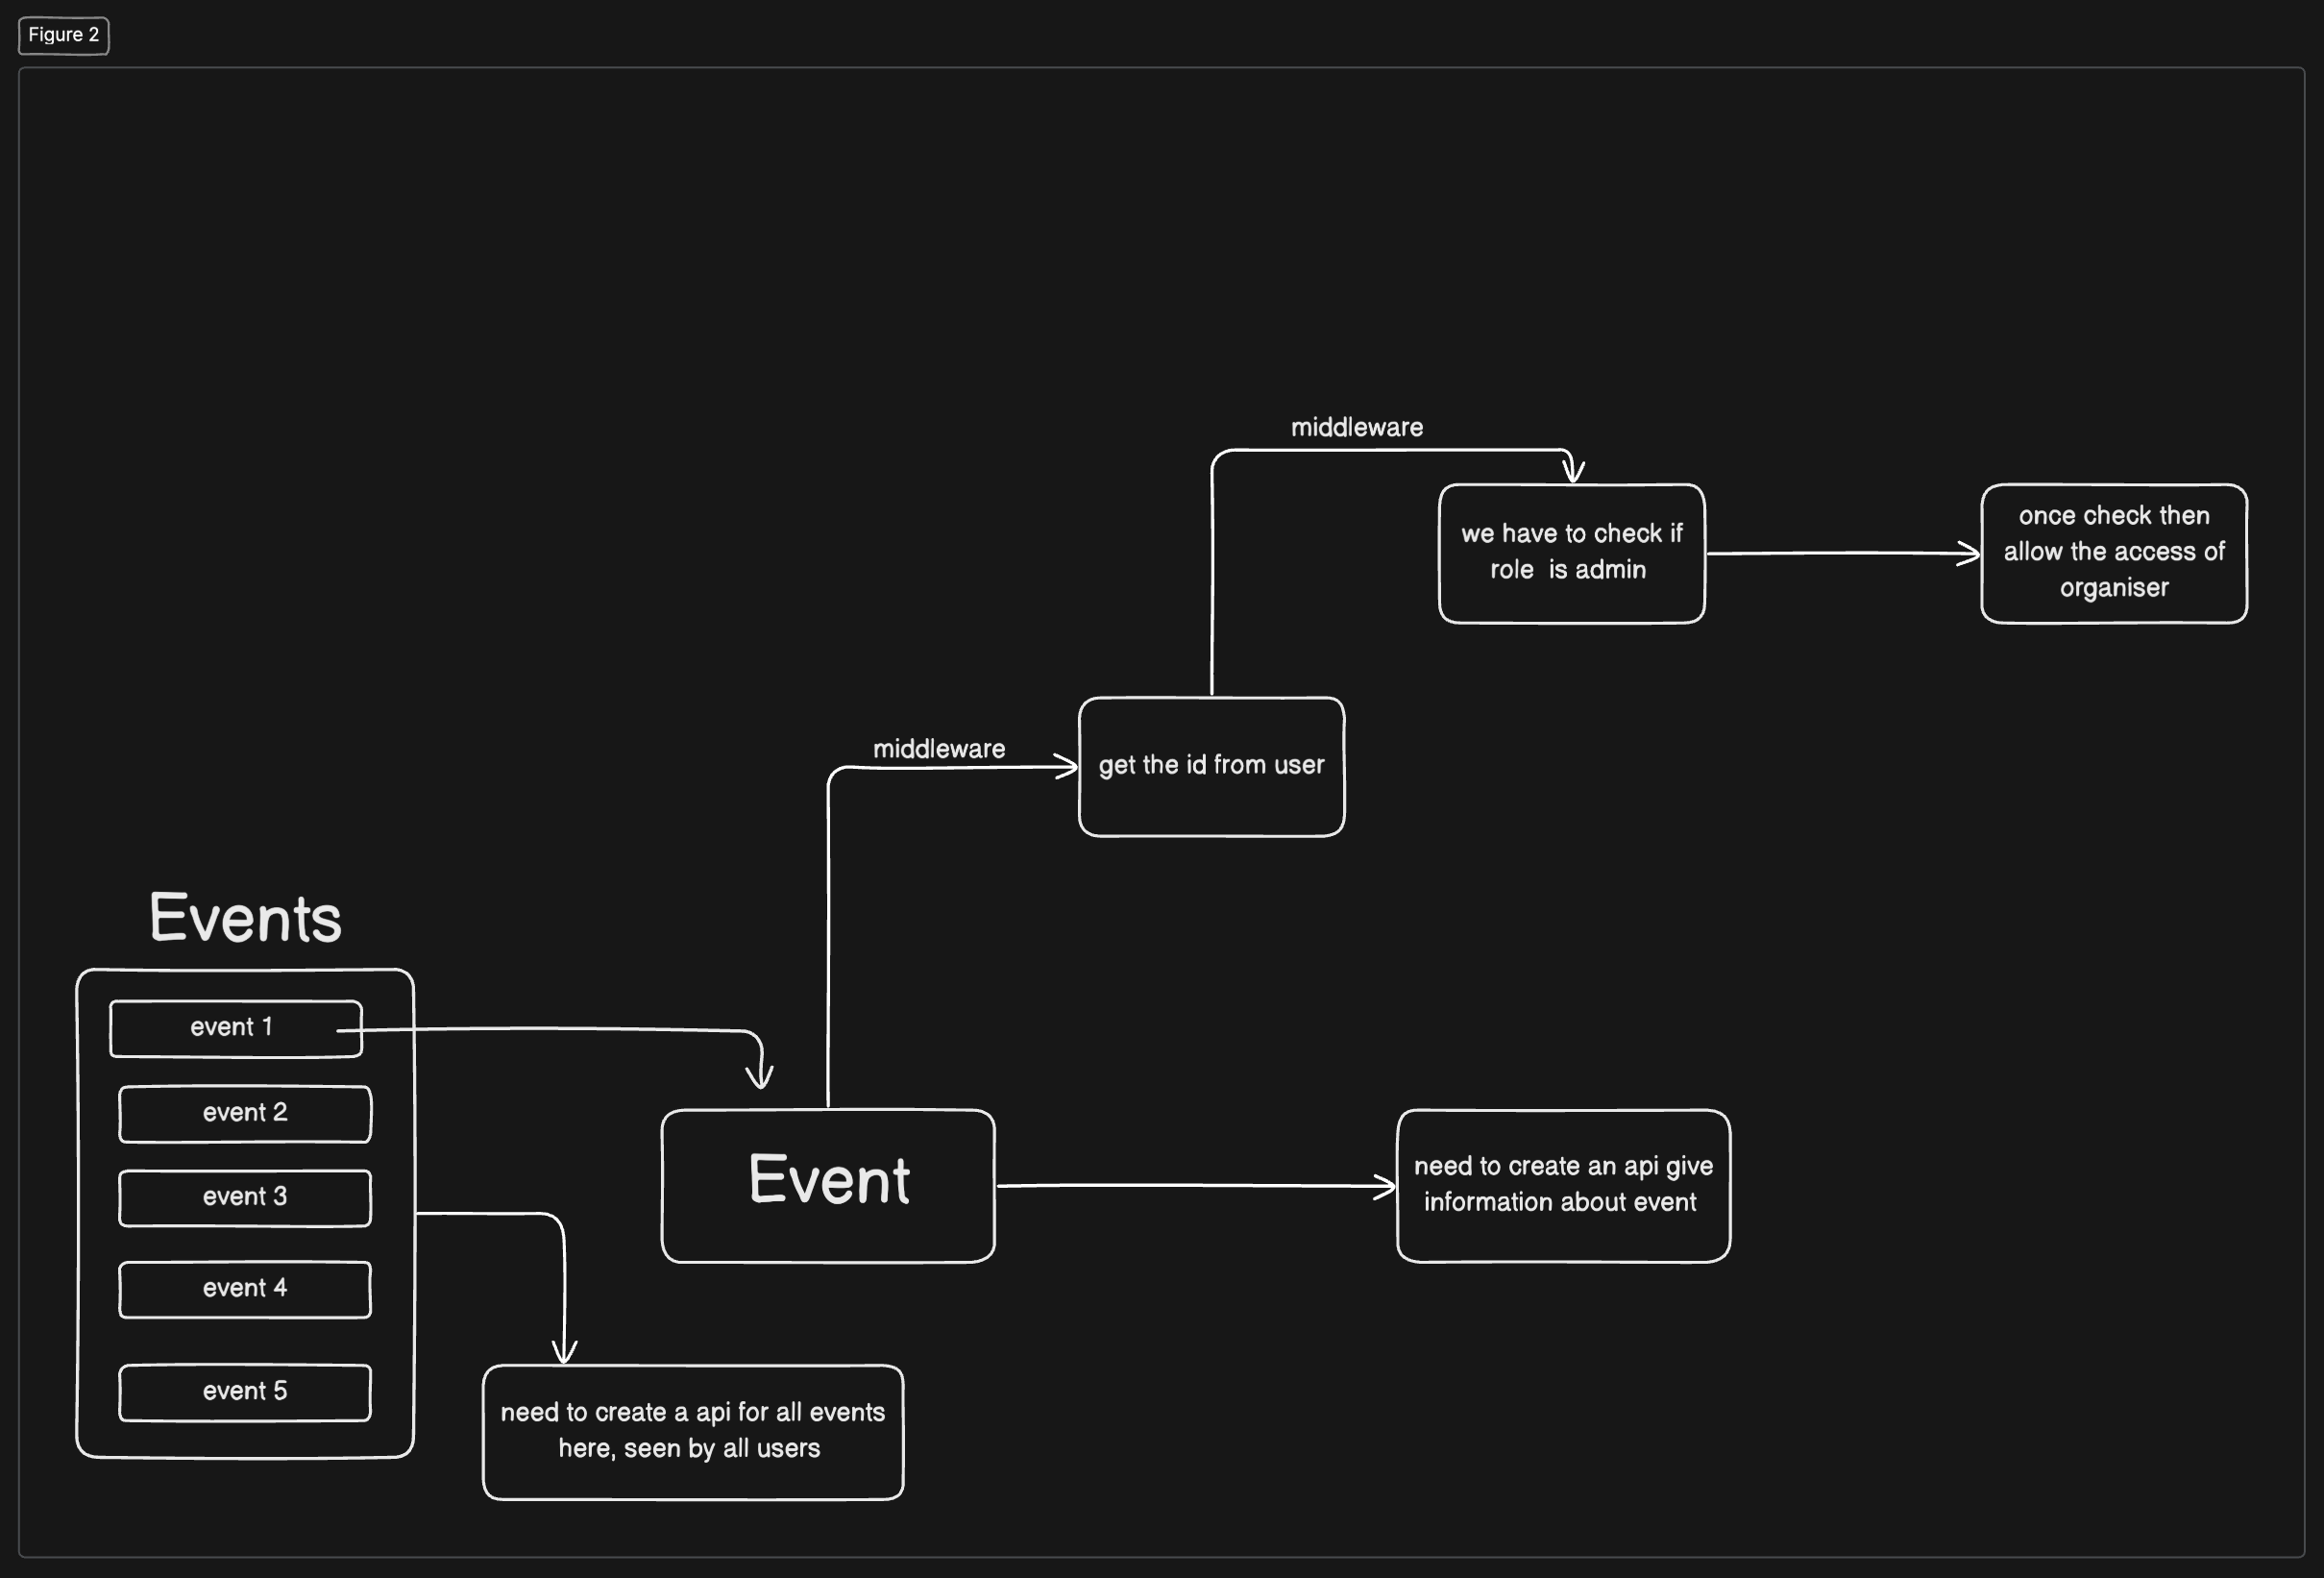 Figure 2
middleware
we have to check if
role  is admin
once check then
allow the access of
organiser
middleware
get the id from user
Events
event 1
event 2
event 3
event 4
event 5
Event
need to create an api give
information about event
need to create a api for all events
here, seen by all users